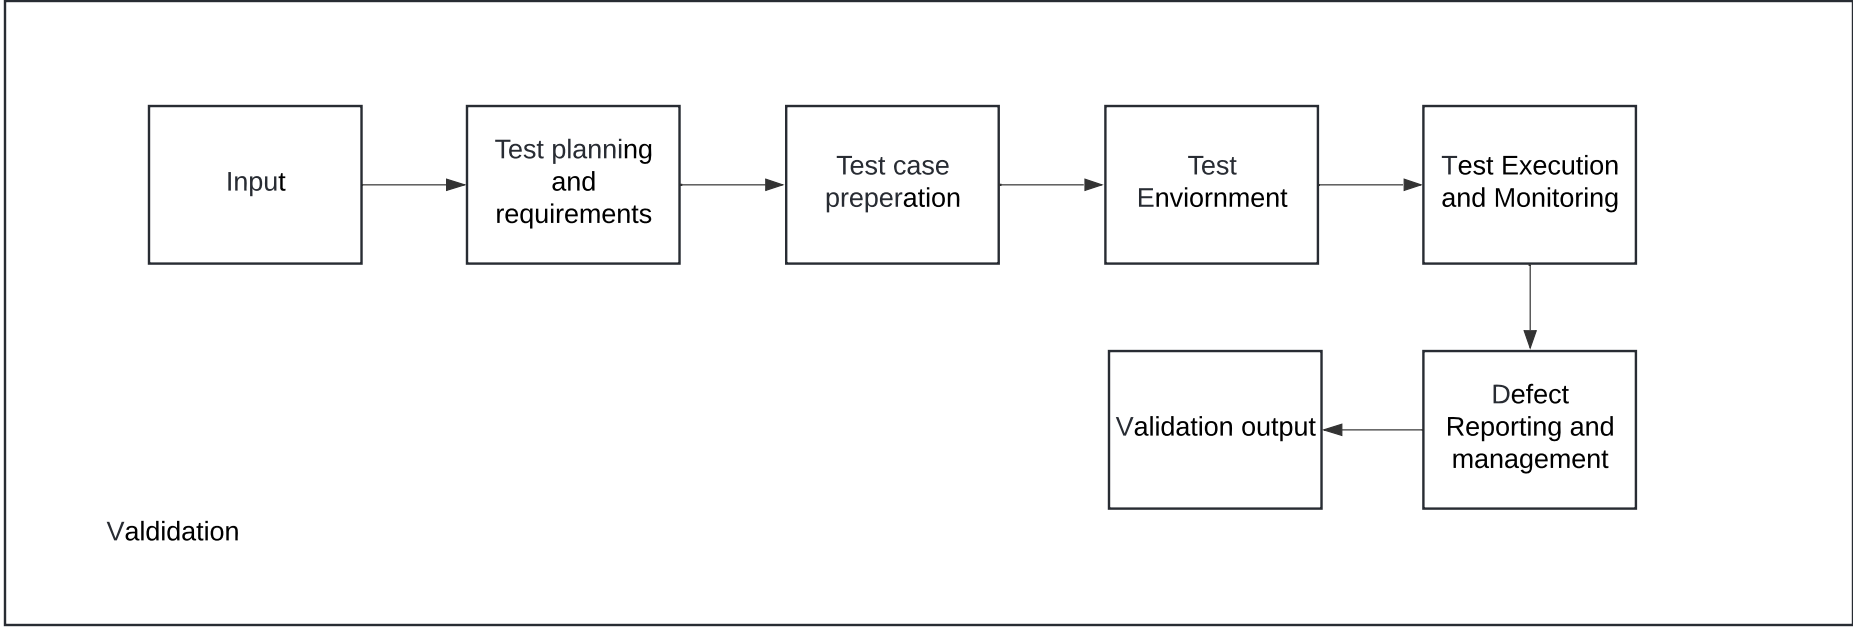 Input
Test planning
and
requirements
Test case
preperation
Test
Enviornment
Test Execution
and Monitoring
Defect
Reporting and
management
Validation output
Valdidation